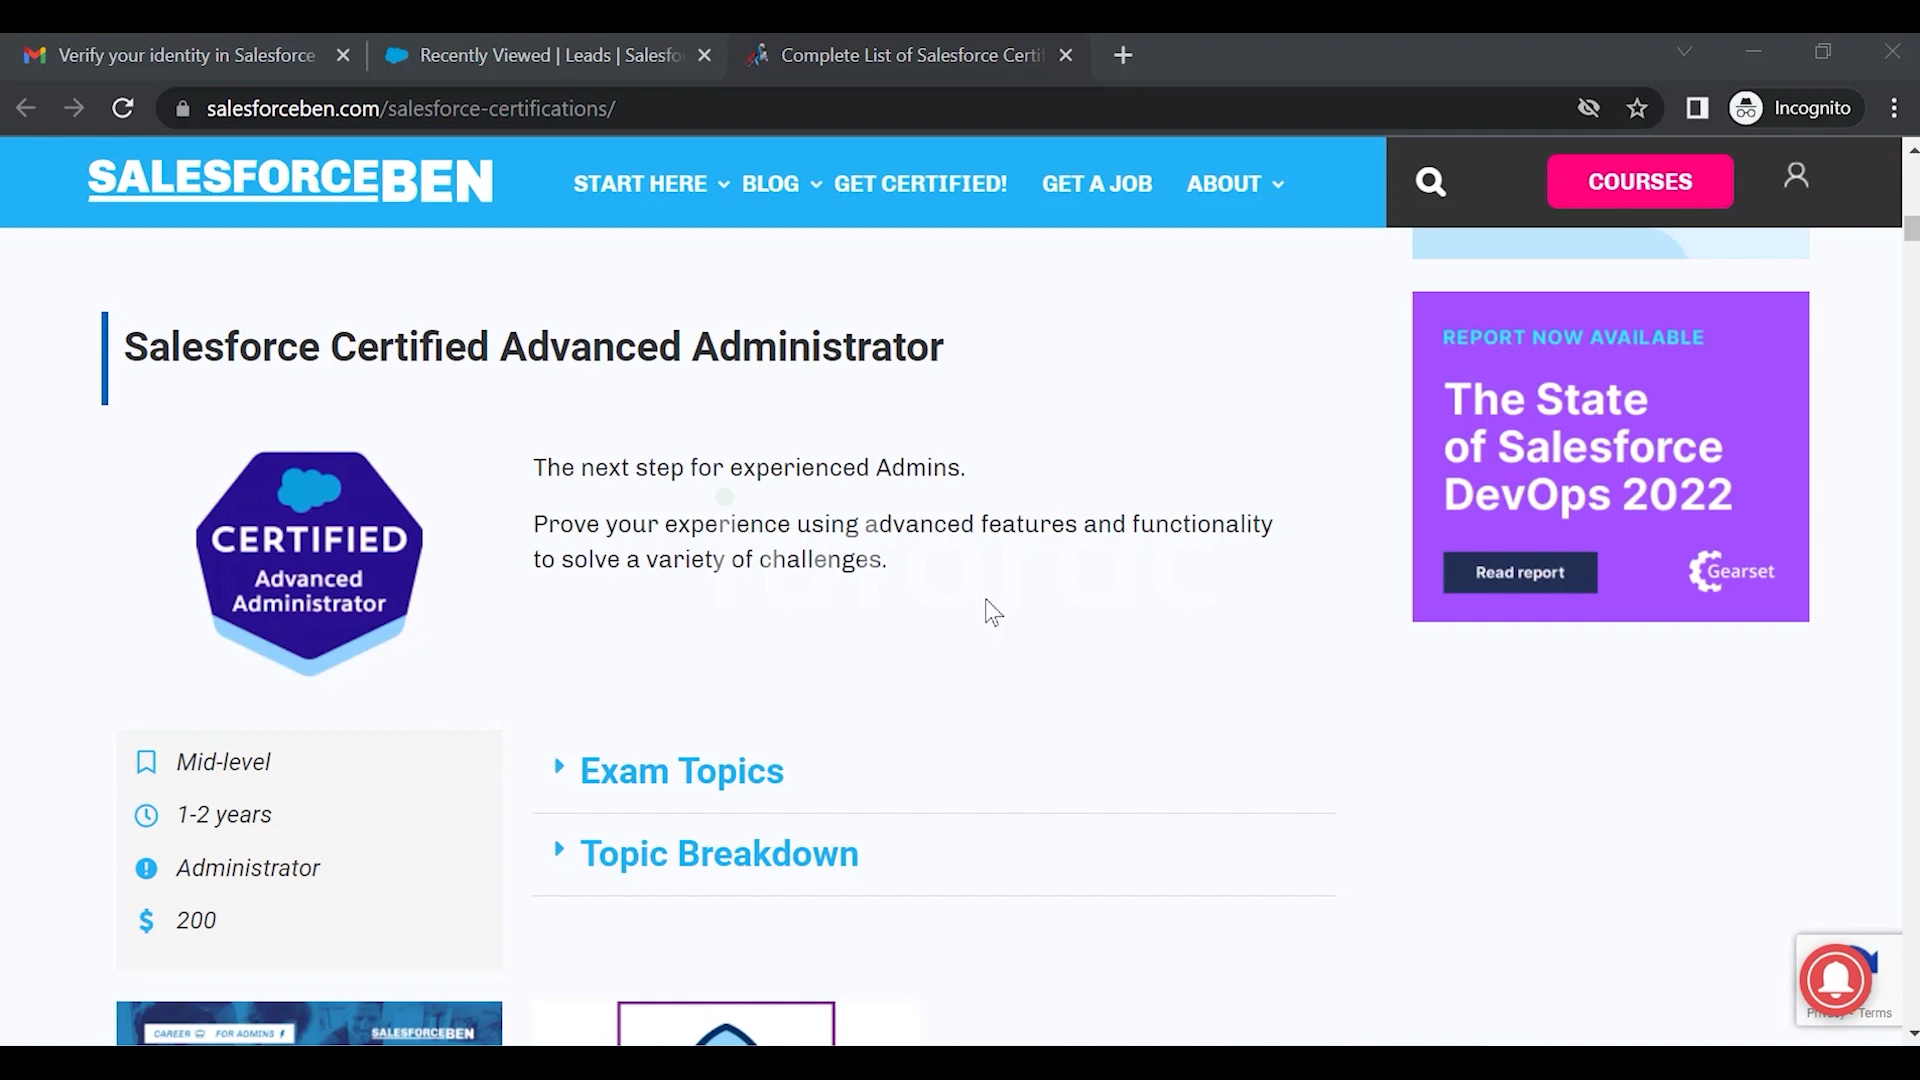 Verify your identity in Salesforce
Recently Viewed | Leads | Salesfo
Complete List of Salesforce Certi
salesforceben.com/salesforce-certifications/
Incognito
SALESFORCEBEN
START HERE
BLOG
GET CERTIFIED!
GET A JOB
ABOUT
COURSES
Salesforce Certified Advanced Administrator
CERTIFIED
Advanced
Administrator
The next step for experienced Admins.
Prove your experience using advanced features and functionality
to solve a variety of challenges.
REPORT NOW AVAILABLE
The State
of Salesforce
DevOps 2022
Read report
Gearset
Mid-level
1-2 years
Administrator
$ 200
Exam Topics
Topic Breakdown
CAREER
FOR ADMINS
SALESFORCEBEN
Terms